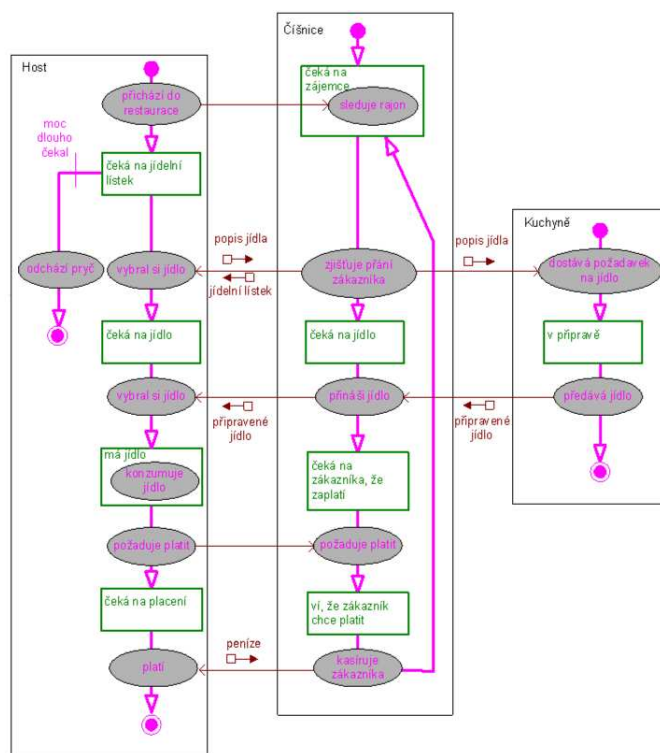 Host
přichází do
restaurace
moc
dlouho
čekal
čeká na jídelní
lístek
odchází pryč
vybral si jídlo
čeká na jídlo
vybral si jídlo
má jídlo
konzumuje
jídlo
požaduje platit
čeká na placení
platí
popis jídla
jídelní lístek
připravené
jídlo
peníze
Číšnice
čeká na
zájemce
sleduje rajon
zjišťuje přání
zákazníka
čeká na jídlo
přináši jídlo
čeká na
zákazníka, že
zaplatí
požaduje platit
ví, že zákazník
chce platit
kasíruje
zákazníka
popis jídla
připravené
jídlo
Kuchyně
dostává požadavek
na jídlo
v přípravě
předává jídlo